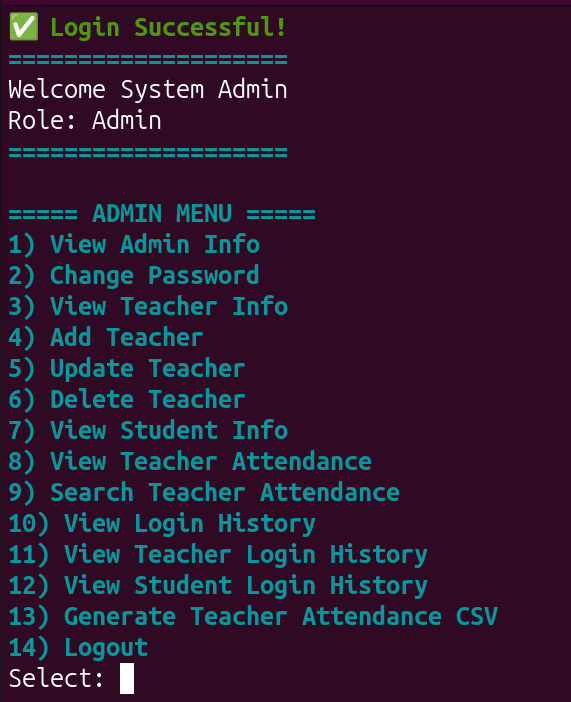 ✅ Login Successful!
====================
Welcome System Admin
Role: Admin
====================

===== ADMIN MENU =====
1) View Admin Info
2) Change Password
3) View Teacher Info
4) Add Teacher
5) Update Teacher
6) Delete Teacher
7) View Student Info
8) View Teacher Attendance
9) Search Teacher Attendance
10) View Login History
11) View Teacher Login History
12) View Student Login History
13) Generate Teacher Attendance CSV
14) Logout
Select: